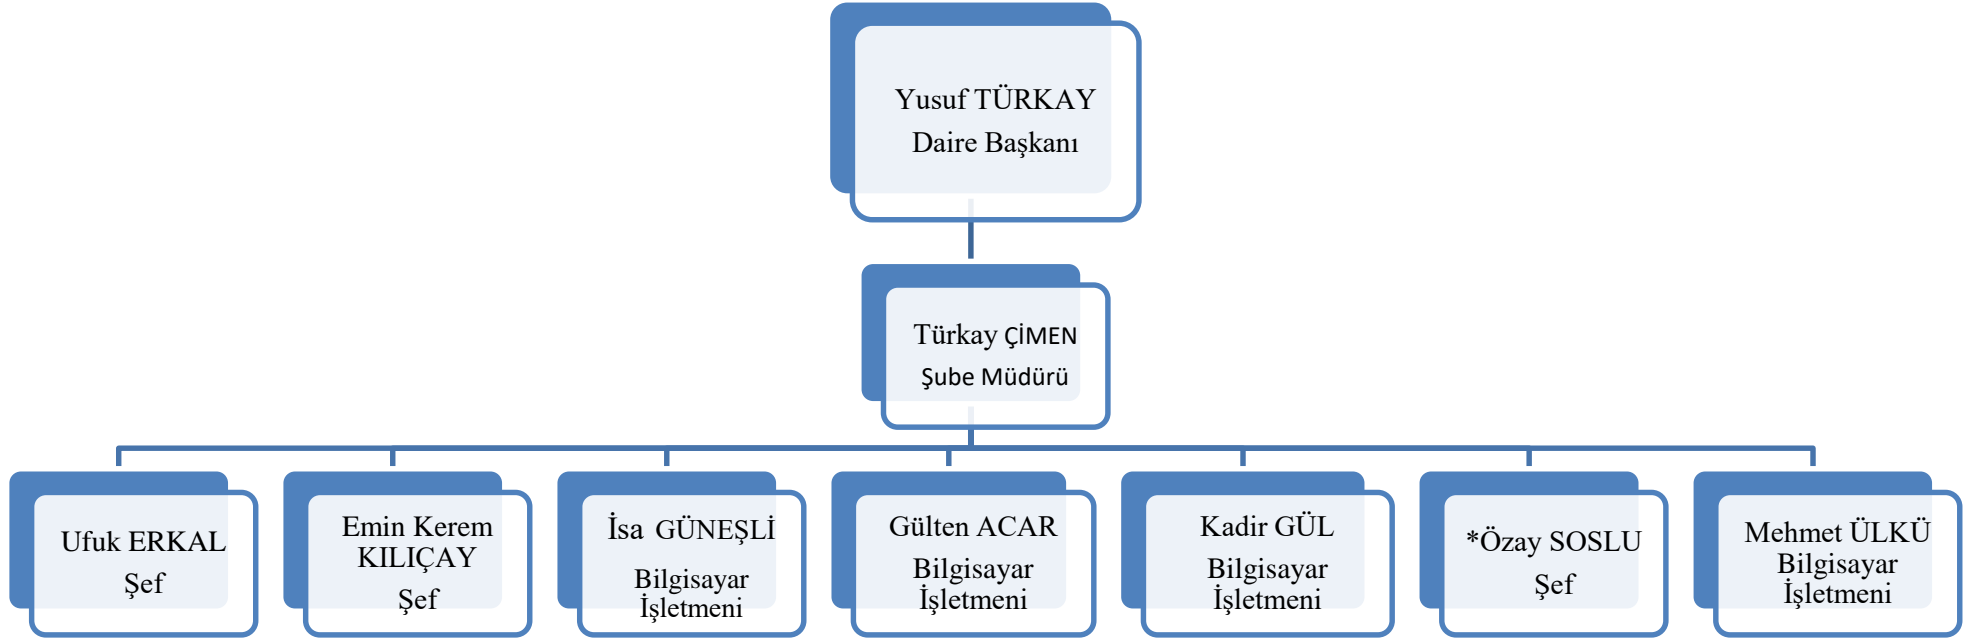 Yusuf TÜRKAY
Daire Başkanı
Türkay ÇİMEN
Şube Müdürü
Ufuk ERKAL
Şef
Emin Kerem
KILIÇAY
Şef
İsa GÜNEŞLİ
Bilgisayar
İşletmeni
Gülten ACAR
Bilgisayar
İşletmeni
Kadir GÜL
Bilgisayar
İşletmeni
*Özay SOSLU
Şef
Mehmet ÜLKÜ
Bilgisayar
İşletmeni